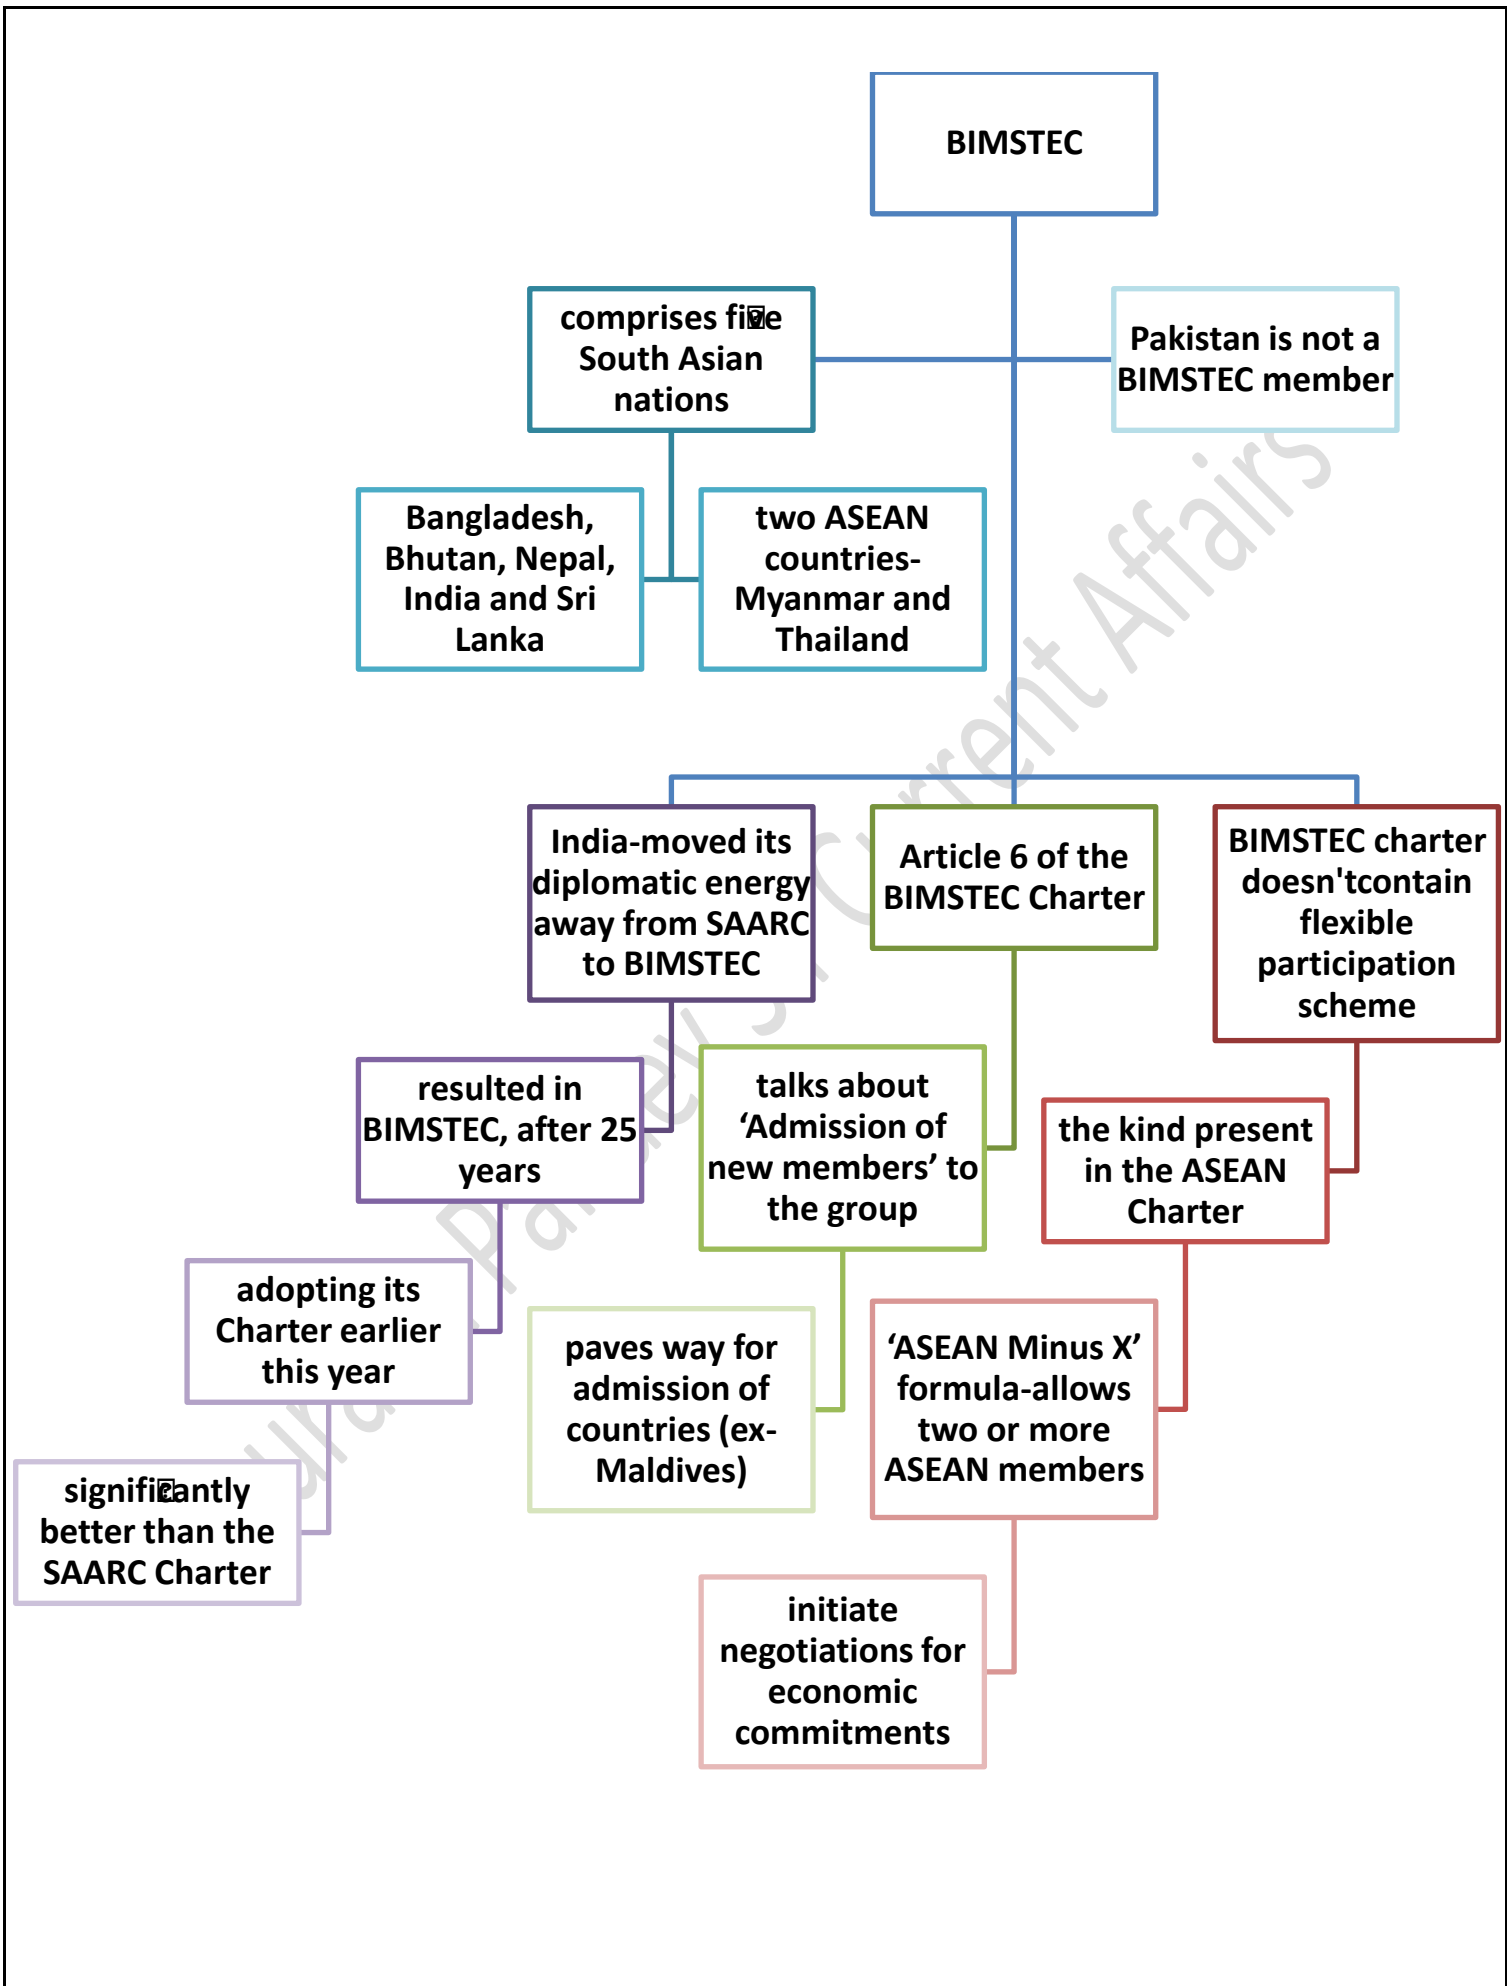 BIMSTEC
comprises five
South Asian
nations
Pakistan is not a
BIMSTEC member
Bangladesh,
Bhutan, Nepal,
India and Sri
Lanka
two ASEAN
countries-
Myanmar and
Thailand
India-moved its
diplomatic energy
away from SAARC
to BIMSTEC
resulted in
BIMSTEC, after 25
years
adopting its
Charter earlier
this year
significantly
better than the
SAARC Charter
Article 6 of the
BIMSTEC Charter
talks about
‘Admission of
new members’ to
the group
paves way for
admission of
countries (ex-
Maldives)
BIMSTEC charter
doesn'tcontain
flexible
participation
scheme
the kind present
in the ASEAN
Charter
‘ASEAN Minus X’
formula-allows
two or more
ASEAN members
initiate
negotiations for
economic
commitments
Current Affairs